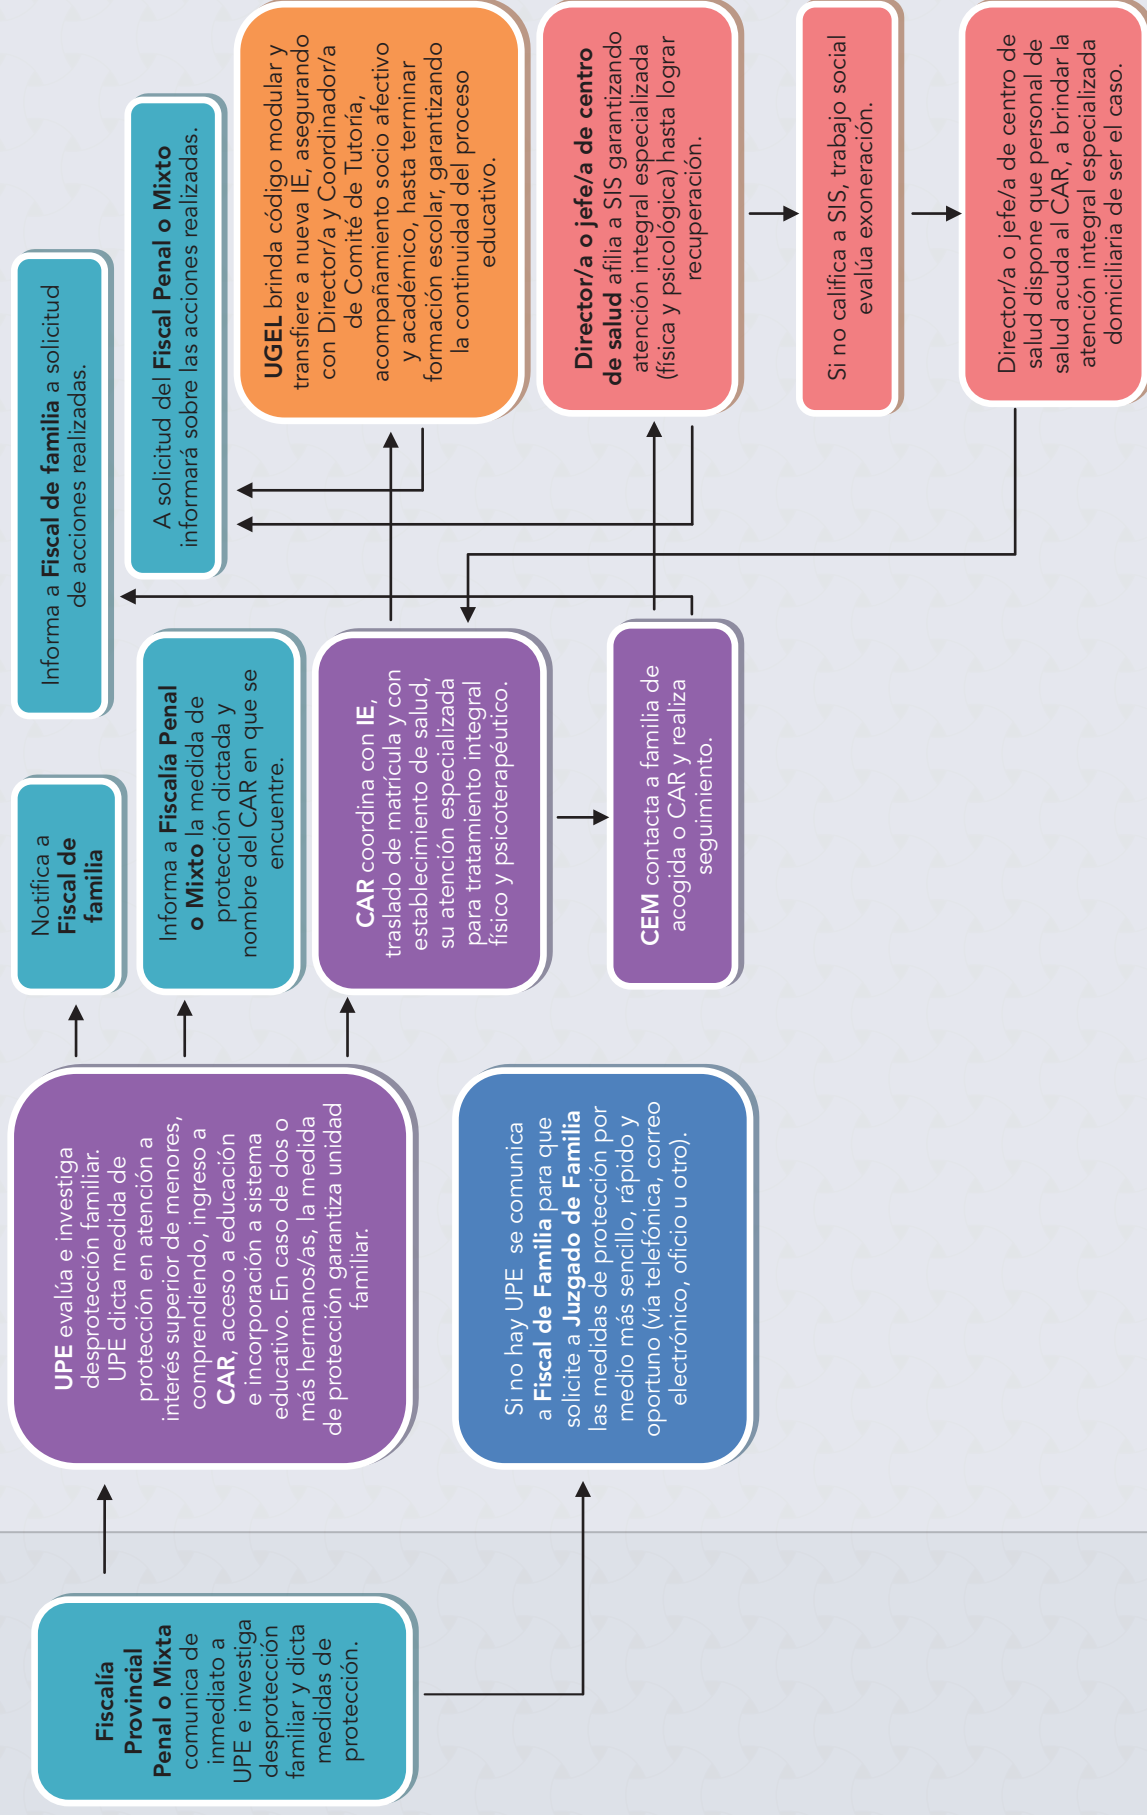 Fiscalía
Provincial
Penal o Mixta
comunica de
inmediato a
UPE e investiga
desprotección
familiar y dicta
medidas de
protección.
UPE evalúa e investiga
desprotección familiar.
UPE dicta medida de
protección en atención a
interés superior de menores,
comprendiendo, ingreso a
CAR, acceso a educación
e incorporación a sistema
educativo. En caso de dos o
más hermanos/as, la medida
de protección garantiza unidad
familiar.
Si no hay UPE se comunica
a Fiscal de Familia para que
solicite a Juzgado de Familia
las medidas de protección por
medio más sencillo, rápido y
oportuno (vía telefónica, correo
electrónico, oficio u otro).
Notifica a
Fiscal de
familia
Informa a Fiscalía Penal
o Mixto la medida de
protección dictada y
nombre del CAR en que se
encuentre.
CAR coordina con IE,
traslado de matrícula y con
establecimiento de salud,
su atención especializada
para tratamiento integral
físico y psicoterapéutico.
CEM contacta a familia de
acogida o CAR y realiza
seguimiento.
Informa a Fiscal de familia a solicitud
de acciones realizadas.
A solicitud del Fiscal Penal o Mixto
informará sobre las acciones realizadas.
UGEL brinda código modular y
transfiere a nueva IE, asegurando
con Director/a y Coordinador/a
de Comité de Tutoría,
acompañamiento socio afectivo
y académico, hasta terminar
formación escolar, garantizando
la continuidad del proceso
educativo.
Director/a o jefe/a de centro
de salud afilia a SIS garantizando
atención integral especializada
(física y psicológica) hasta lograr
recuperación.
Si no califica a SIS, trabajo social
evalúa exoneración.
Director/a o jefe/a de centro de
salud dispone que personal de
salud acuda al CAR, a brindar la
atención integral especializada
domiciliaria de ser el caso.